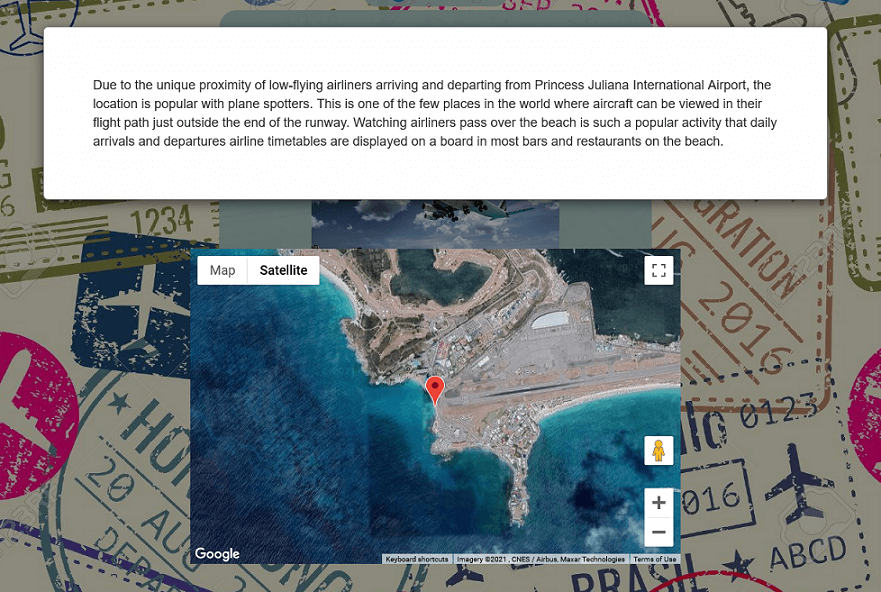 SEP 20
Due to the unique proximity of low-flying airliners arriving and departing from Princess Juliana International Airport, the
location is popular with plane spotters. This is one of the few places in the world where aircraft can be viewed in their
flight path just outside the end of the runway. Watching airliners pass over the beach is such a popular activity that daily
arrivals and departures airline timetables are displayed on a board in most bars and restaurants on the beach.
1234
GRATION
2016
Map Satellite
0123
016
20 AUG
Google
Keyboard shortcuts Imagery ©2021 , CNES / Airbus, Maxar Technologies Terms of Use
ABCD
BRASIL